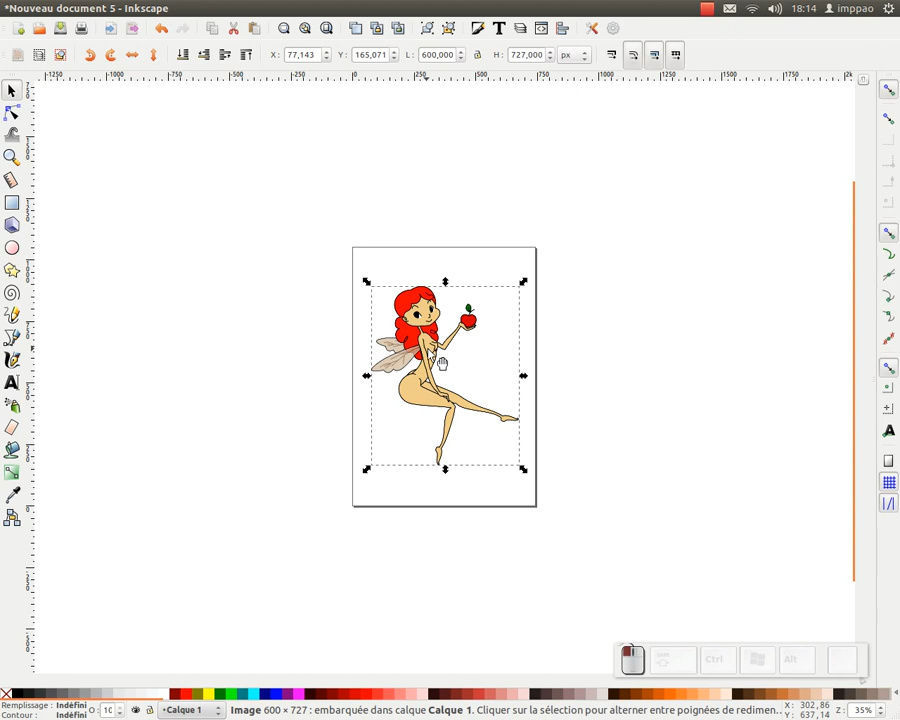 *Nouveau document 5 - Inkscape
18:14 imppao
X : 77,143 Y : 165,071 L : 600,000 H : 727,000 px
-1250 -1000 -750 -500 -250 0 250 500 750 1000 1250 1500 1750
Ctrl Alt
Remplissage : Indéfini
Contour : Indéfini
O : 10
•Calque 1
Image 600 × 727 : embarquée dans calque Calque 1. Cliquer sur la sélection pour alterner entre poignées de redimen...
X : 302,86
Y : 637,14
Z : 35%